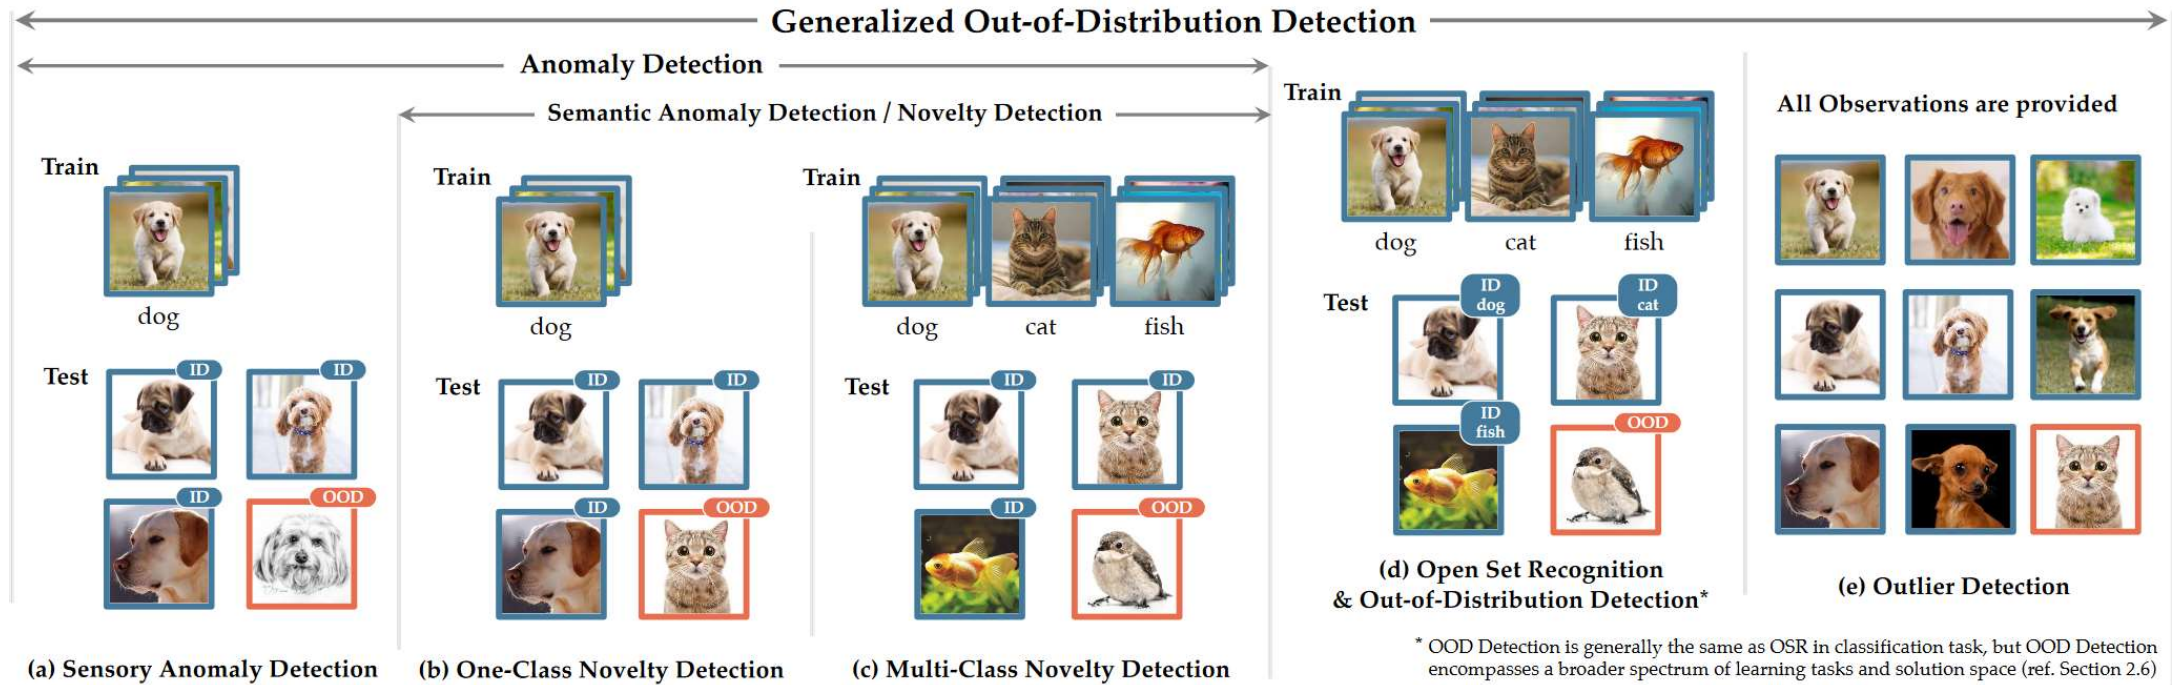 Generalized Out-of-Distribution Detection
Anomaly Detection
Semantic Anomaly Detection / Novelty Detection
Train
dog
Test
ID
ID
ID
OOD
(a) Sensory Anomaly Detection
Train
dog
Test
ID
ID
ID
OOD
(b) One-Class Novelty Detection
Train
dog
cat
fish
Test
ID
ID
ID
OOD
(c) Multi-Class Novelty Detection
Train
dog
cat
fish
Test
ID
dog
ID
cat
ID
fish
OOD
(d) Open Set Recognition
& Out-of-Distribution Detection*
All Observations are provided
(e) Outlier Detection
* OOD Detection is generally the same as OSR in classification task, but OOD Detection
encompasses a broader spectrum of learning tasks and solution space (ref. Section 2.6)